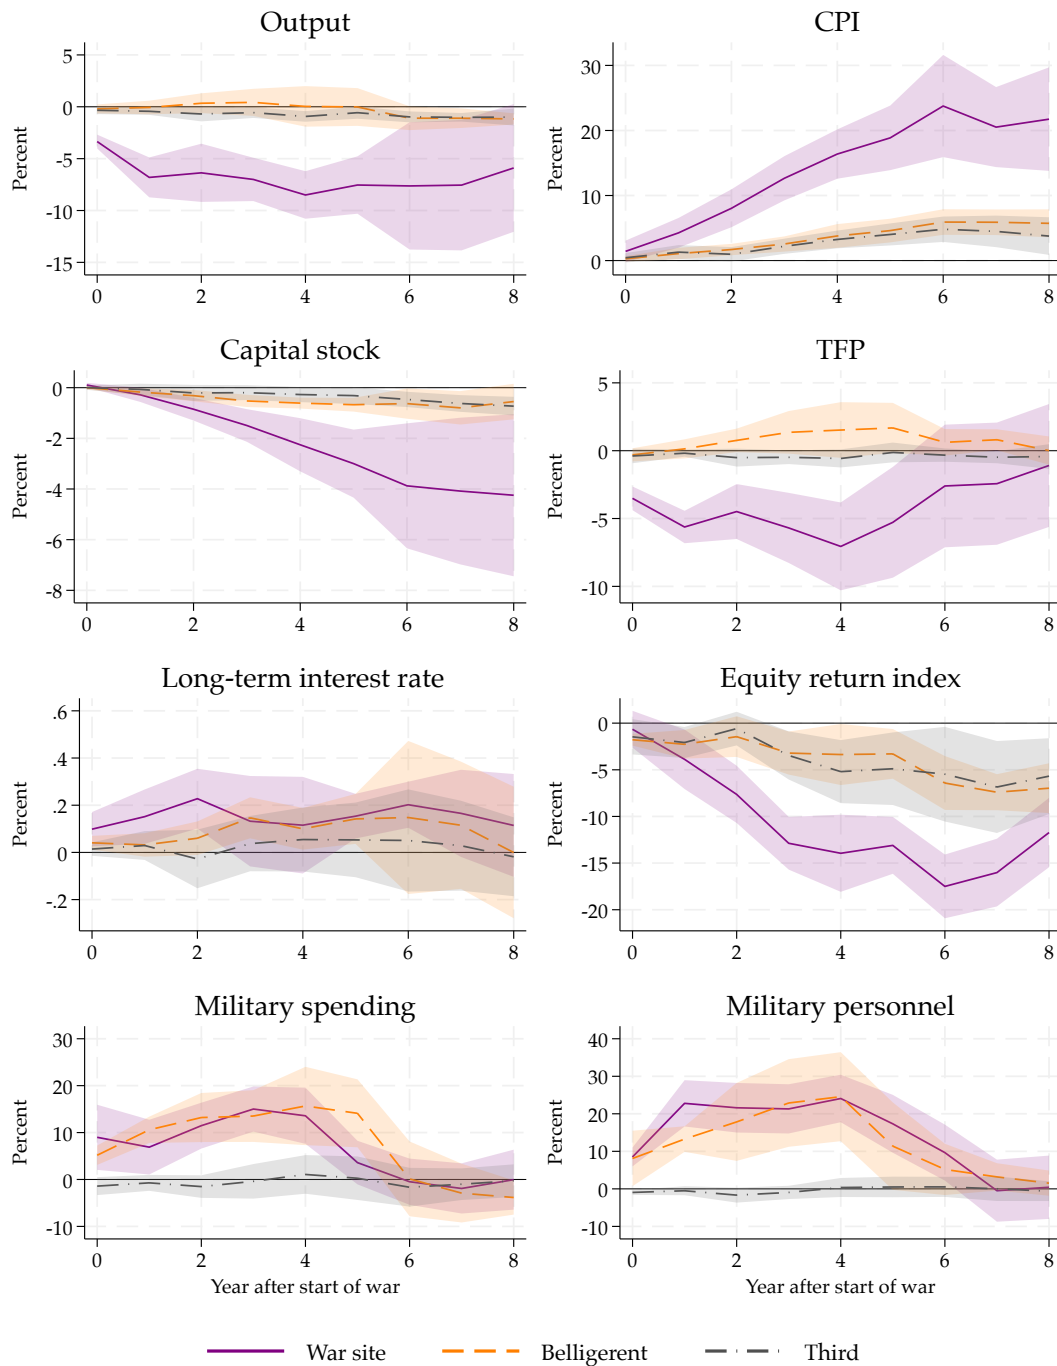 Output
Percent
5
0
-5
-10
-15
0 2 4 6 8
CPI
Percent
30
20
10
0
0 2 4 6 8
Capital stock
Percent
0
-2
-4
-6
-8
0 2 4 6 8
TFP
Percent
5
0
-5
-10
0 2 4 6 8
Long-term interest rate
Percent
.6
.4
.2
0
-.2
0 2 4 6 8
Equity return index
Percent
0
-5
-10
-15
-20
0 2 4 6 8
Military spending
Percent
30
20
10
0
-10
0 2 4 6 8
Year after start of war
Military personnel
Percent
40
30
20
10
0
-10
0 2 4 6 8
Year after start of war
War site Belligerent Third